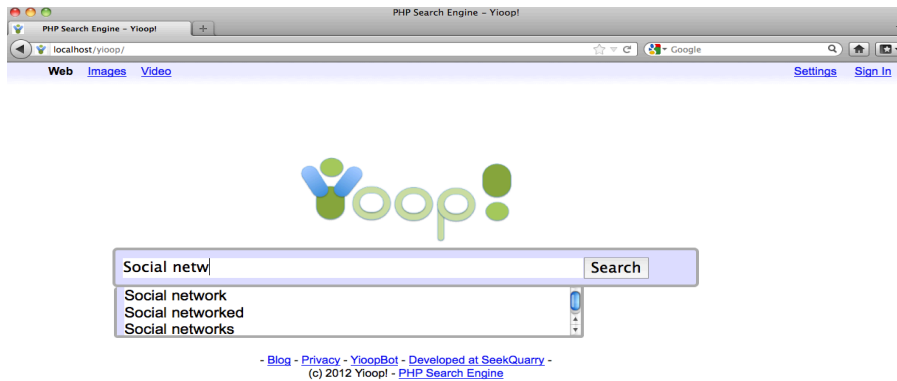 PHP Search Engine – Yioop!
PHP Search Engine – Yioop!
localhost/yioop/
Google
Web Images Video
Settings Sign In
Yioop!
Social netw
Search
Social network
Social networked
Social networks
- Blog - Privacy - YioopBot - Developed at SeekQuarry -
(c) 2012 Yioop! - PHP Search Engine